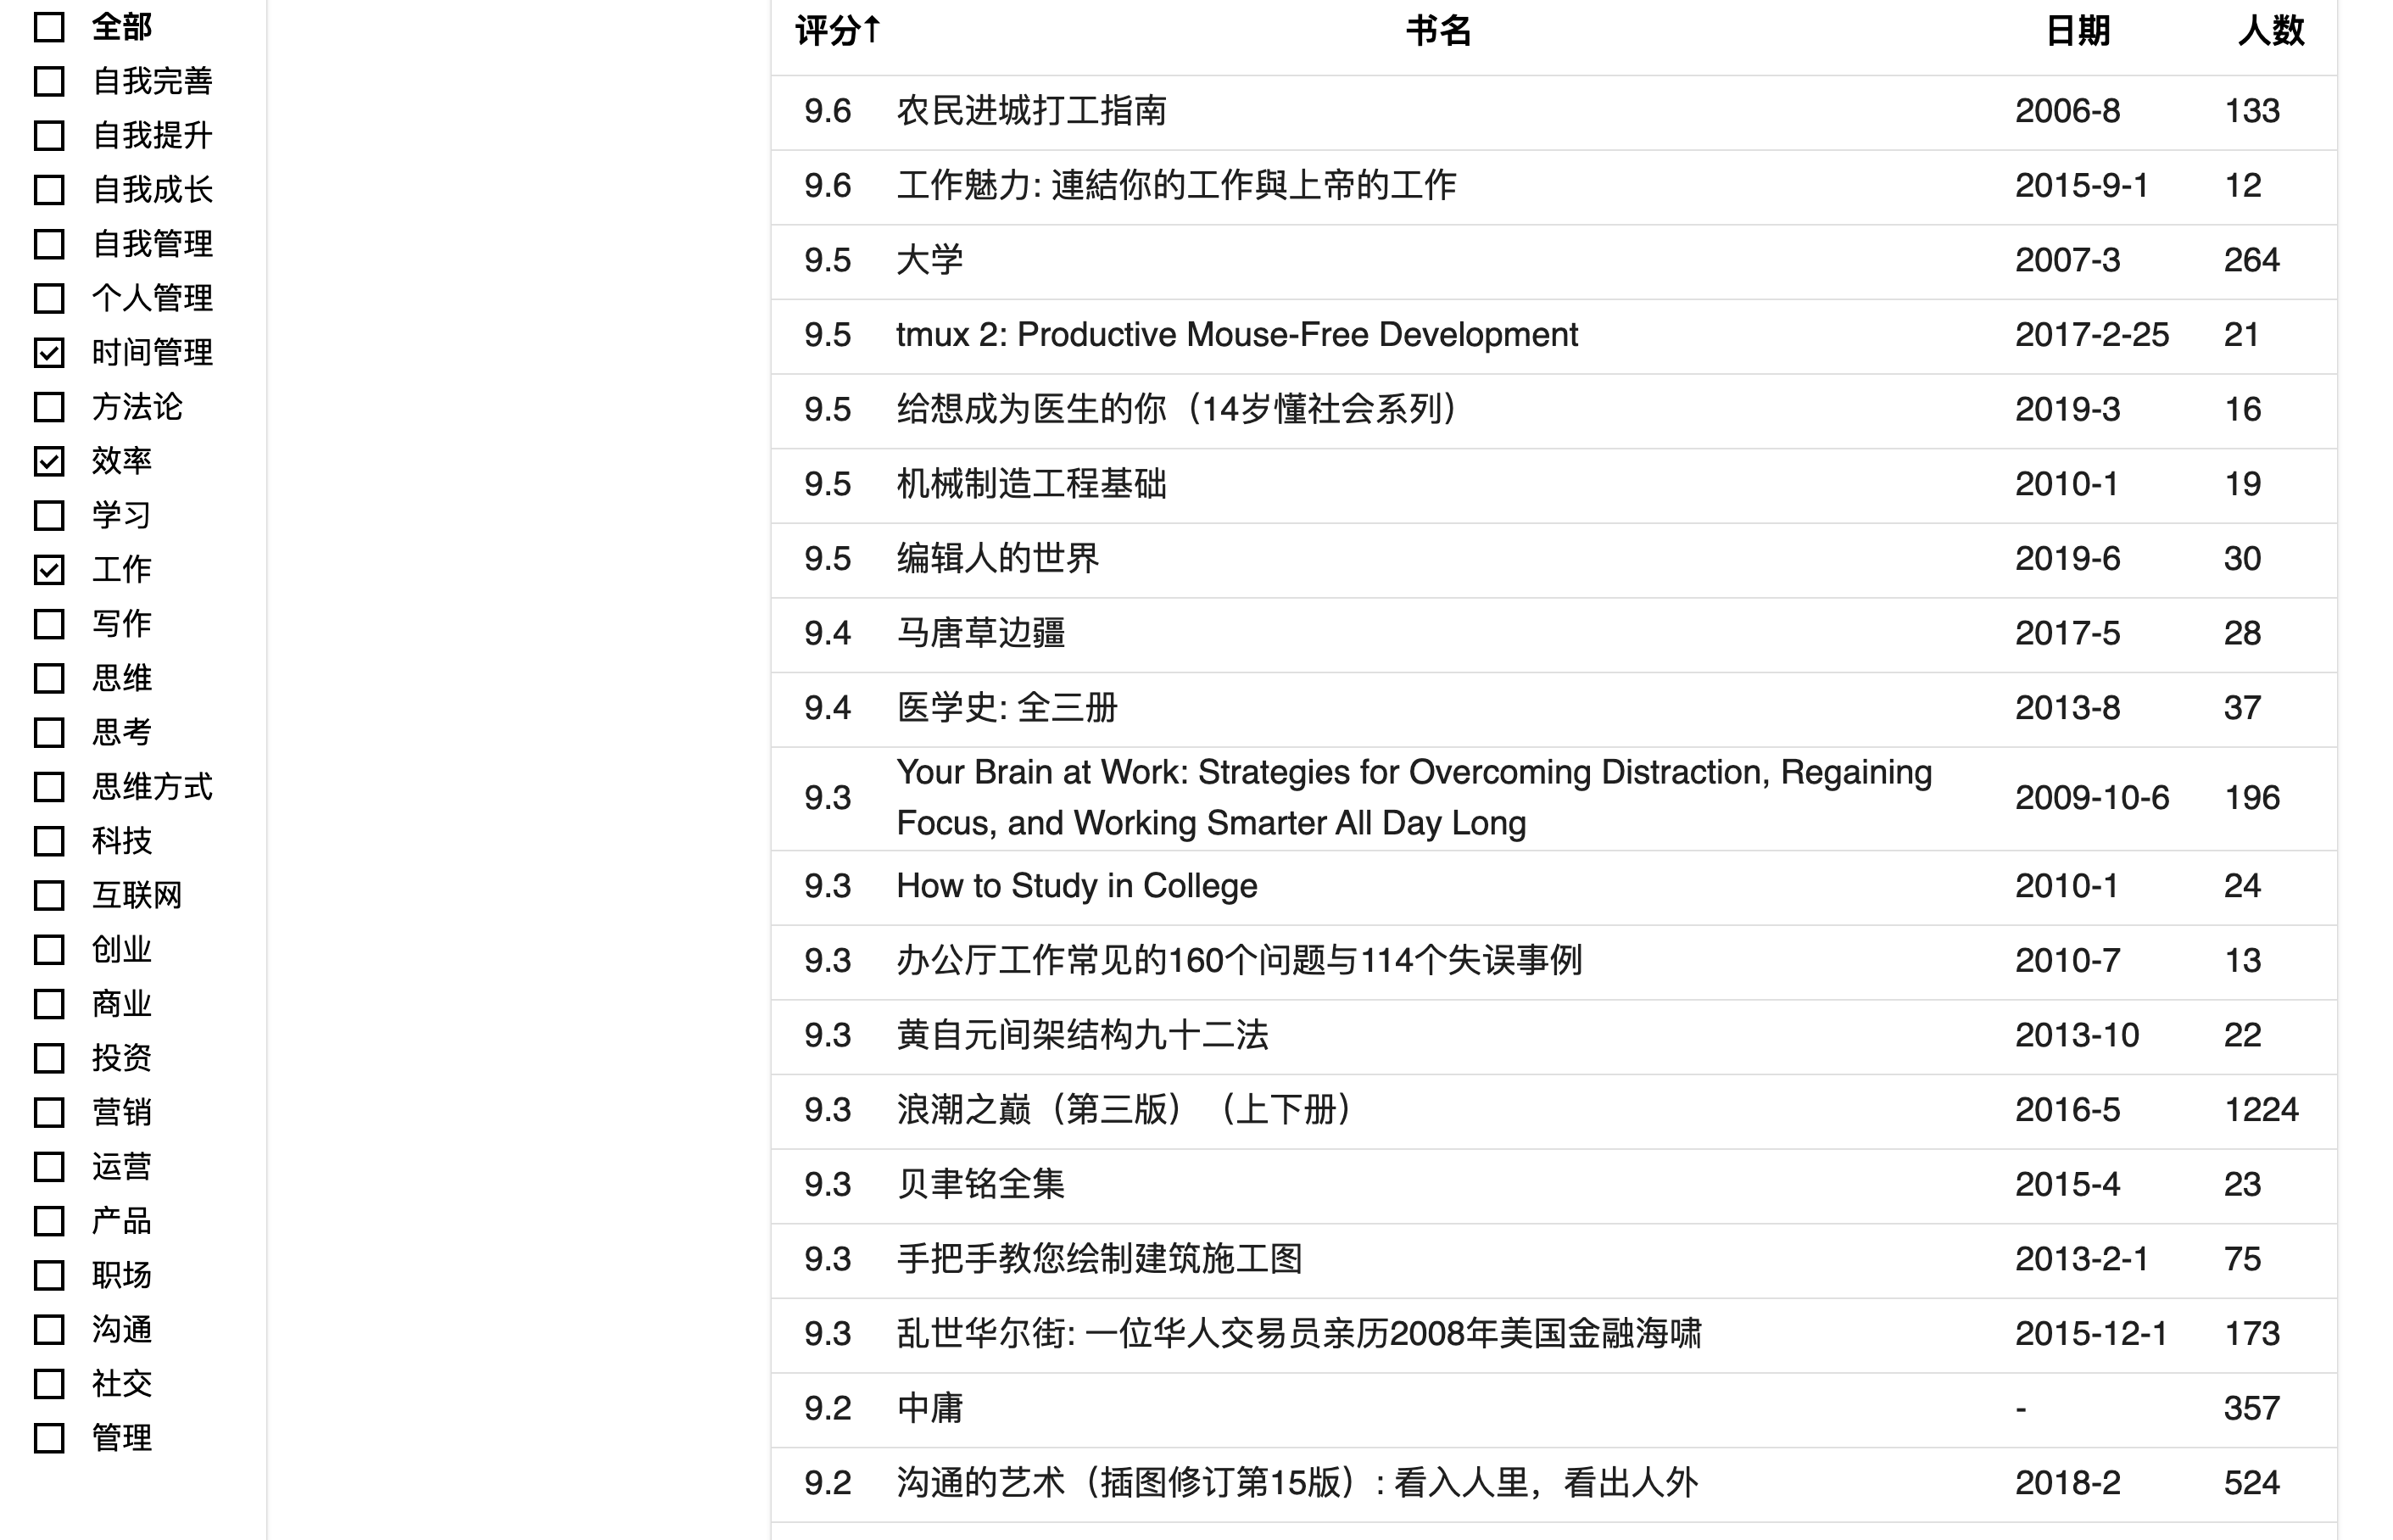 全部
自我完善
自我提升
自我成长
自我管理
个人管理
时间管理
方法论
效率
学习
工作
写作
思维
思考
思维方式
科技
互联网
创业
商业
投资
营销
运营
产品
职场
沟通
社交
管理
评分↑ 书名 日期 人数
9.6 农民进城打工指南 2006-8 133
9.6 工作魅力: 連結你的工作與上帝的工作 2015-9-1 12
9.5 大学 2007-3 264
9.5 tmux 2: Productive Mouse-Free Development 2017-2-25 21
9.5 给想成为医生的你（14岁懂社会系列） 2019-3 16
9.5 机械制造工程基础 2010-1 19
9.5 编辑人的世界 2019-6 30
9.4 马唐草边疆 2017-5 28
9.4 医学史: 全三册 2013-8 37
9.3 Your Brain at Work: Strategies for Overcoming Distraction, Regaining 2009-10-6 196
Focus, and Working Smarter All Day Long
9.3 How to Study in College 2010-1 24
9.3 办公厅工作常见的160个问题与114个失误事例 2010-7 13
9.3 黄自元间架结构九十二法 2013-10 22
9.3 浪潮之巅（第三版）（上下册） 2016-5 1224
9.3 贝聿铭全集 2015-4 23
9.3 手把手教您绘制建筑施工图 2013-2-1 75
9.3 乱世华尔街: 一位华人交易员亲历2008年美国金融海啸 2015-12-1 173
9.2 中庸 - 357
9.2 沟通的艺术（插图修订第15版）: 看入人里，看出人外 2018-2 524